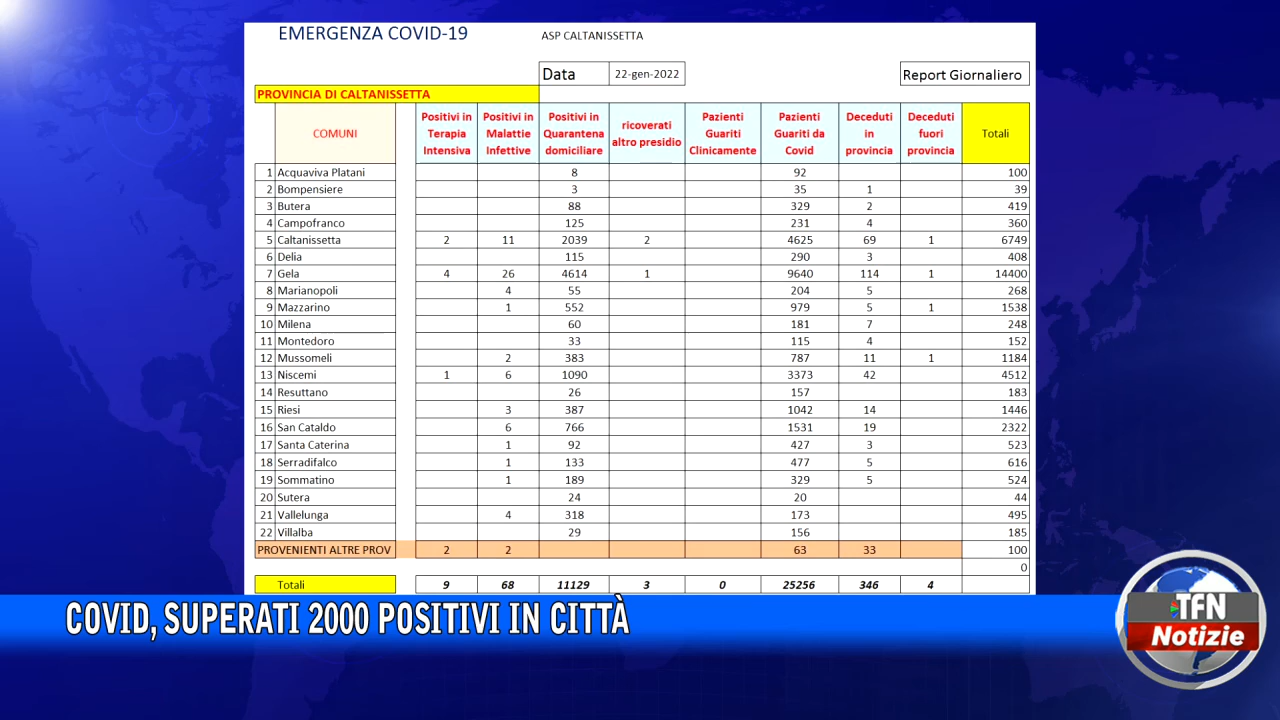 EMERGENZA COVID-19 ASP CALTANISSETTA
Data 22-gen-2022 Report Giornaliero
PROVINCIA DI CALTANISSETTA
COMUNI Positivi in Terapia Intensiva Positivi in Malattie Infettive Positivi in Quarantena domiciliare ricoverati altro presidio Pazienti Guariti Clinicamente Pazienti Guariti da Covid Deceduti in provincia Deceduti fuori provincia Totali
1 Acquaviva Platani 8 92 100
2 Bompensiere 3 35 1 39
3 Butera 88 329 2 419
4 Campofranco 125 231 4 360
5 Caltanissetta 2 11 2039 2 4625 69 1 6749
6 Delia 115 290 3 408
7 Gela 4 26 4614 1 9640 114 1 14400
8 Marianopoli 4 55 204 5 268
9 Mazzarino 1 552 979 5 1 1538
10 Milena 60 181 7 248
11 Montedoro 33 115 4 152
12 Mussomeli 2 383 787 11 1 1184
13 Niscemi 1 6 1090 3373 42 4512
14 Resuttano 26 157 183
15 Riesi 3 387 1042 14 1446
16 San Cataldo 6 766 1531 19 2322
17 Santa Caterina 1 92 427 3 523
18 Serradifalco 1 133 477 5 616
19 Sommatino 1 189 329 5 524
20 Sutera 24 20 44
21 Vallelunga 4 318 173 495
22 Villalba 29 156 185
PROVENIENTI ALTRE PROV 2 2 63 33 100
0
Totali 9 68 11129 3 0 25256 346 4
COVID, SUPERATI 2000 POSITIVI IN CITTÀ
TFN
Notizie